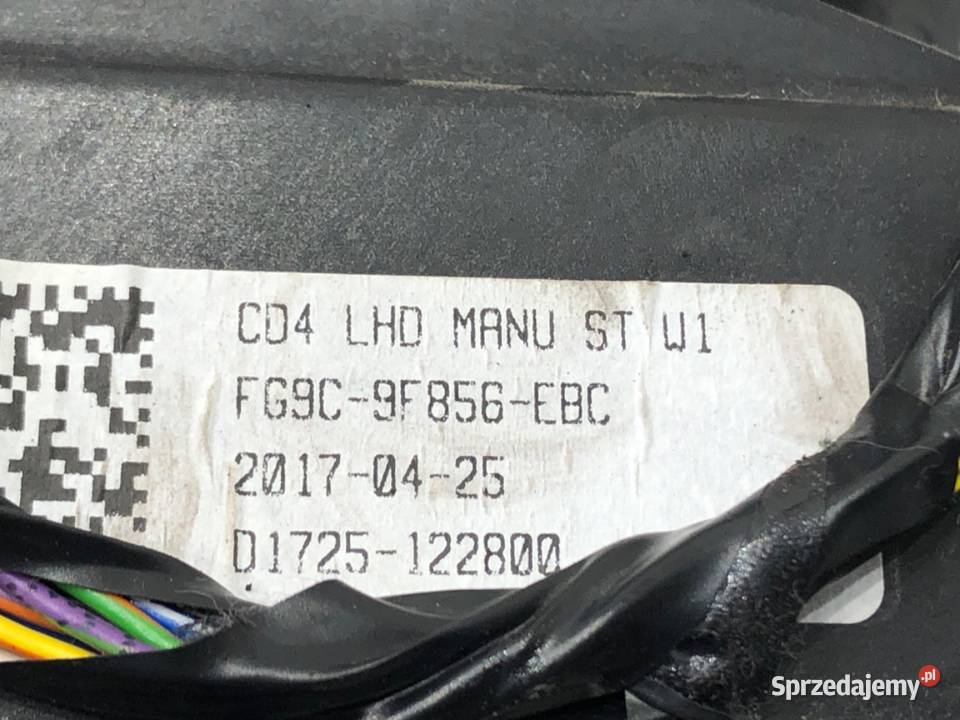 CD4 LHD MANU ST W1
FG9C-9F856-EBC
2017-04-25
D1725-122800
Sprzedajemy.pl